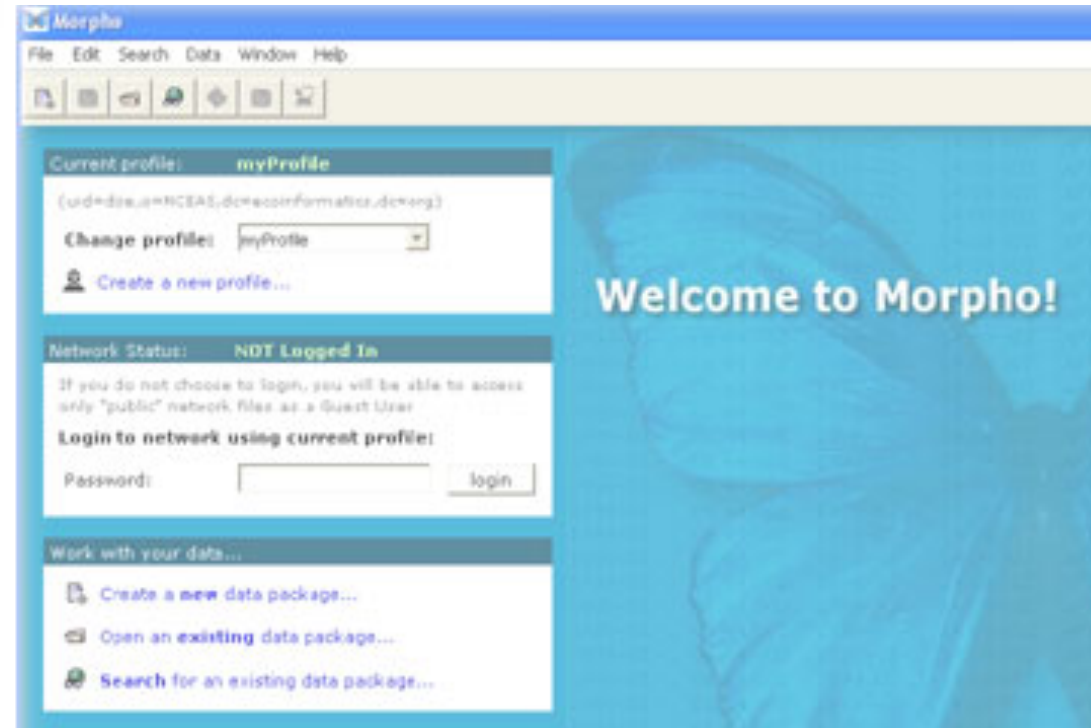 Morpho
File Edit Search Data Window Help
Current profile: myProfile
(uid=doe,o=NCEAS,dc=ecoinformatics,dc=org)
Change profile: myProfile
Create a new profile...
Welcome to Morpho!
Network Status: NOT Logged In
If you do not choose to login, you will be able to access
only "public" network files as a Guest User
Login to network using current profile:
Password: login
Work with your data...
Create a new data package...
Open an existing data package...
Search for an existing data package...